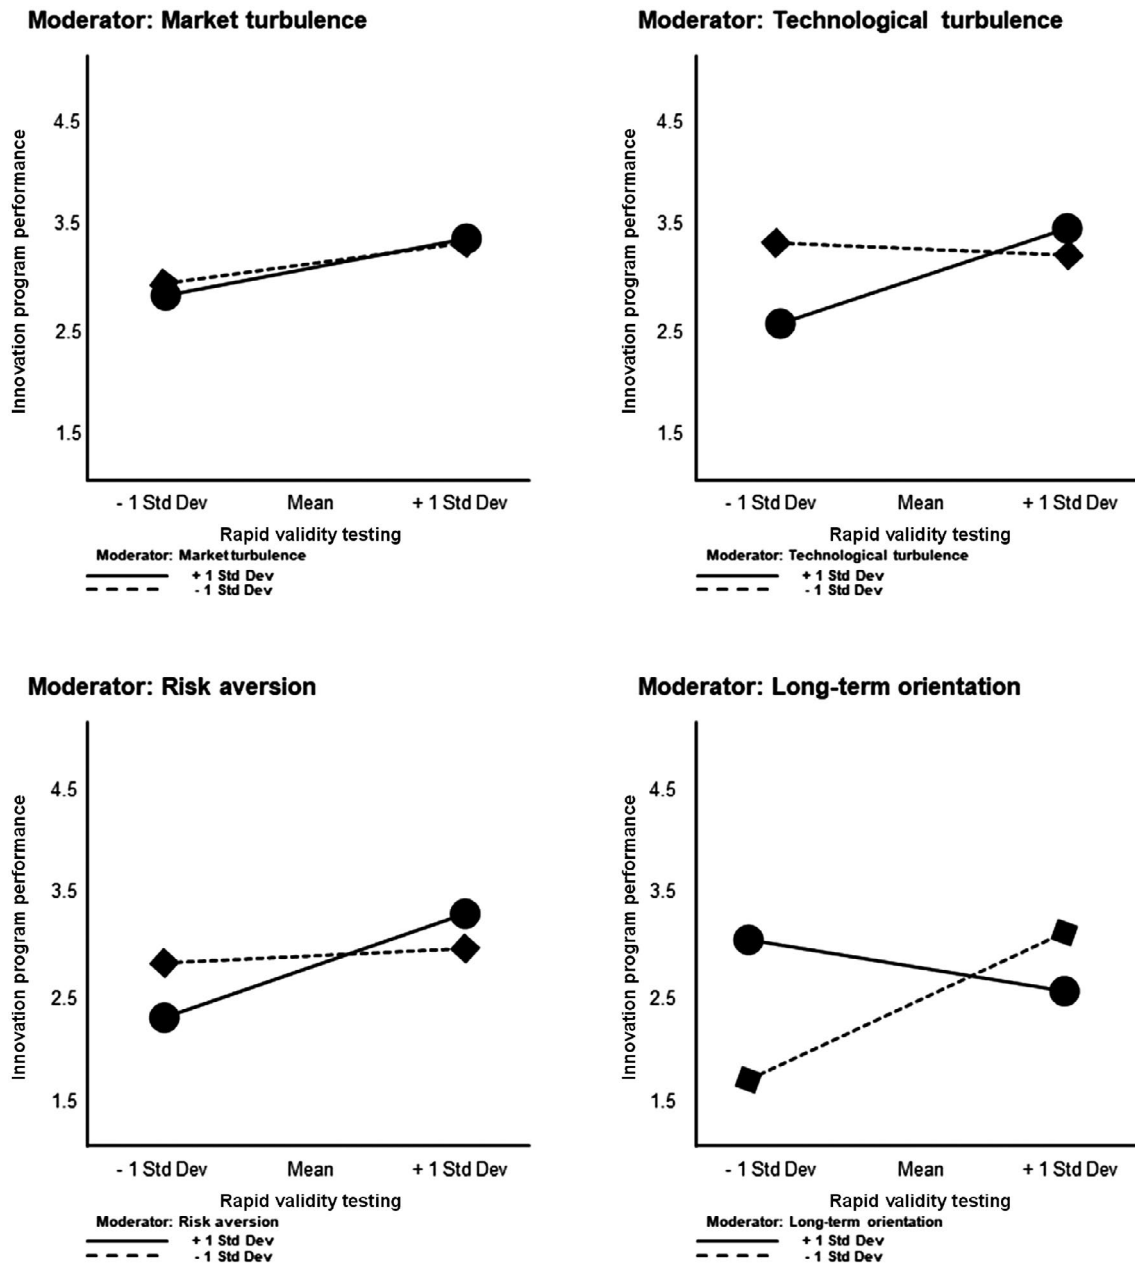 Moderator: Market turbulence
Innovation program performance
4.5
3.5
2.5
1.5
- 1 Std Dev Mean + 1 Std Dev
Rapid validity testing
Moderator: Market turbulence
+ 1 Std Dev
- 1 Std Dev
Moderator: Technological turbulence
Innovation program performance
4.5
3.5
2.5
1.5
- 1 Std Dev Mean + 1 Std Dev
Rapid validity testing
Moderator: Technological turbulence
+ 1 Std Dev
- 1 Std Dev
Moderator: Risk aversion
Innovation program performance
4.5
3.5
2.5
1.5
- 1 Std Dev Mean + 1 Std Dev
Rapid validity testing
Moderator: Risk aversion
+ 1 Std Dev
- 1 Std Dev
Moderator: Long-term orientation
Innovation program performance
4.5
3.5
2.5
1.5
- 1 Std Dev Mean + 1 Std Dev
Rapid validity testing
Moderator: Long-term orientation
+ 1 Std Dev
- 1 Std Dev